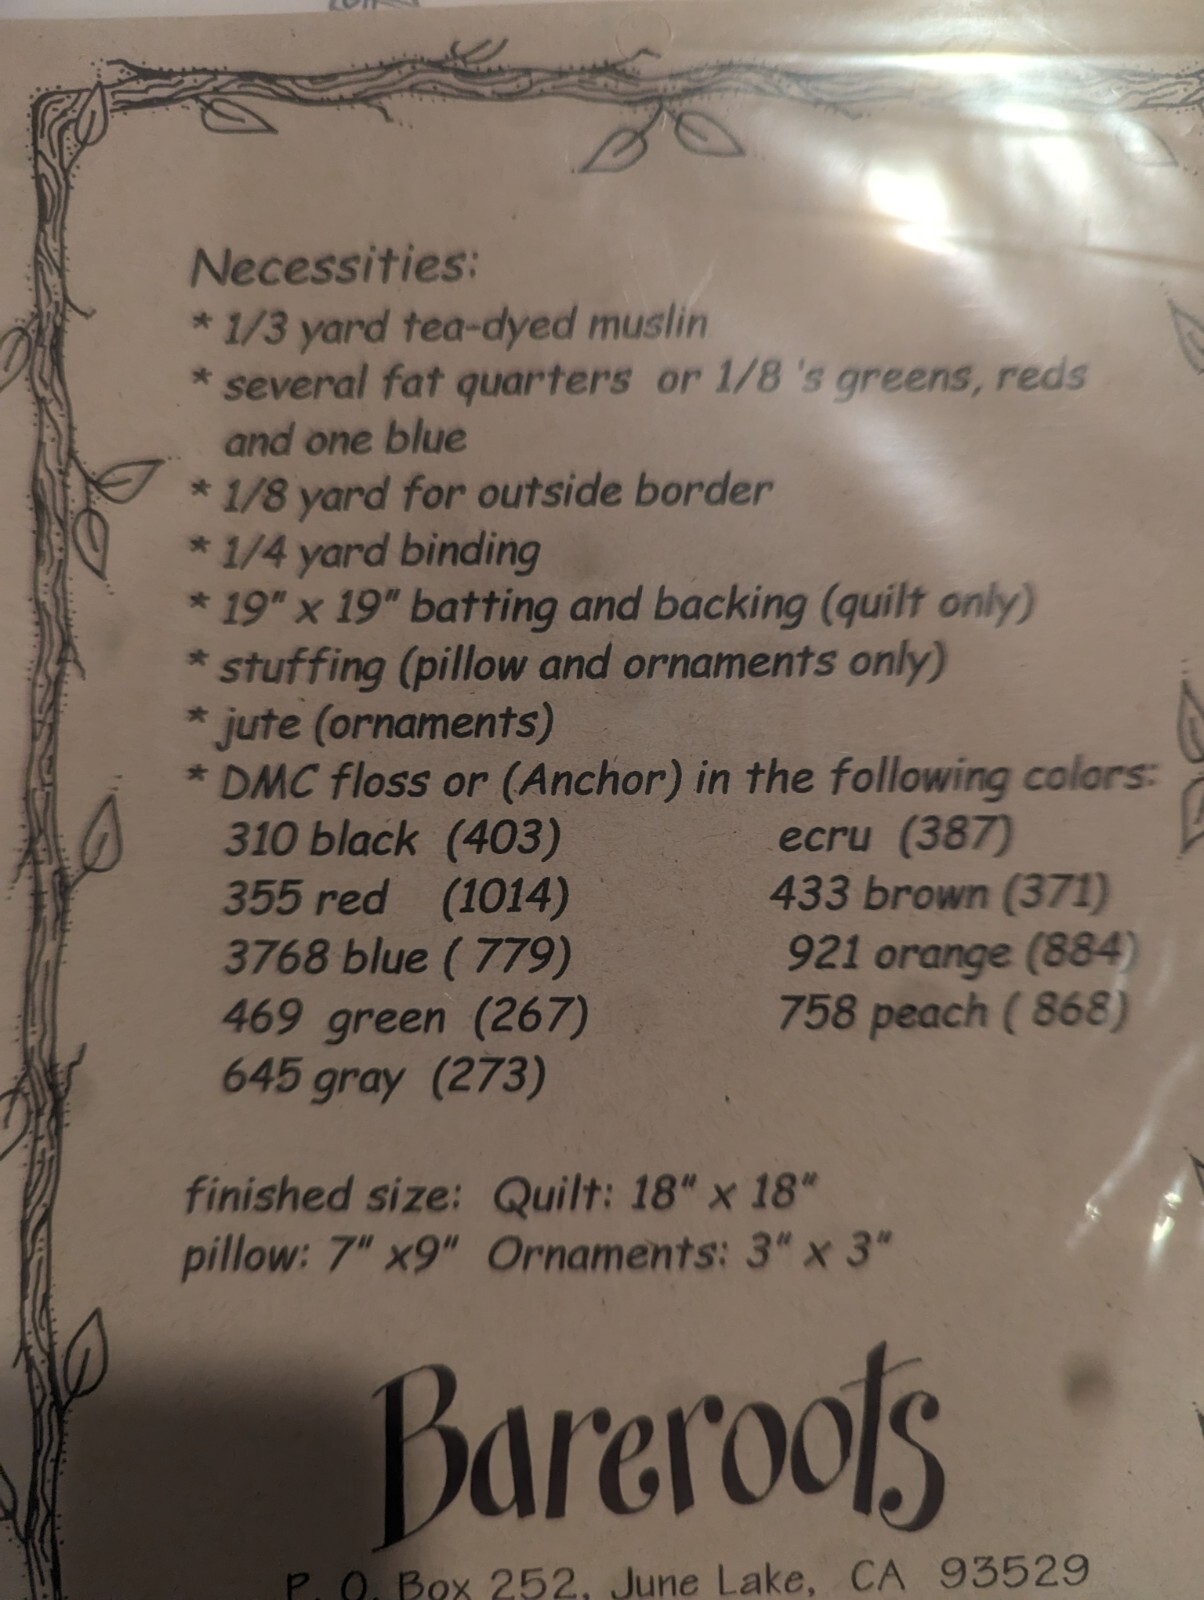 Necessities:
* 1/3 yard tea-dyed muslin
* several fat quarters or 1/8 's greens, reds
and one blue
* 1/8 yard for outside border
* 1/4 yard binding
* 19" x 19" batting and backing (quilt only)
* stuffing (pillow and ornaments only)
* jute (ornaments)
* DMC floss or (Anchor) in the following colors:
310 black (403) ecru (387)
355 red (1014) 433 brown (371)
3768 blue ( 779) 921 orange (884)
469 green (267) 758 peach ( 868)
645 gray (273)
finished size: Quilt: 18" x 18"
pillow: 7" x9" Ornaments: 3" x 3"
Bareroots
P. O. Box 252, June Lake, CA 93529